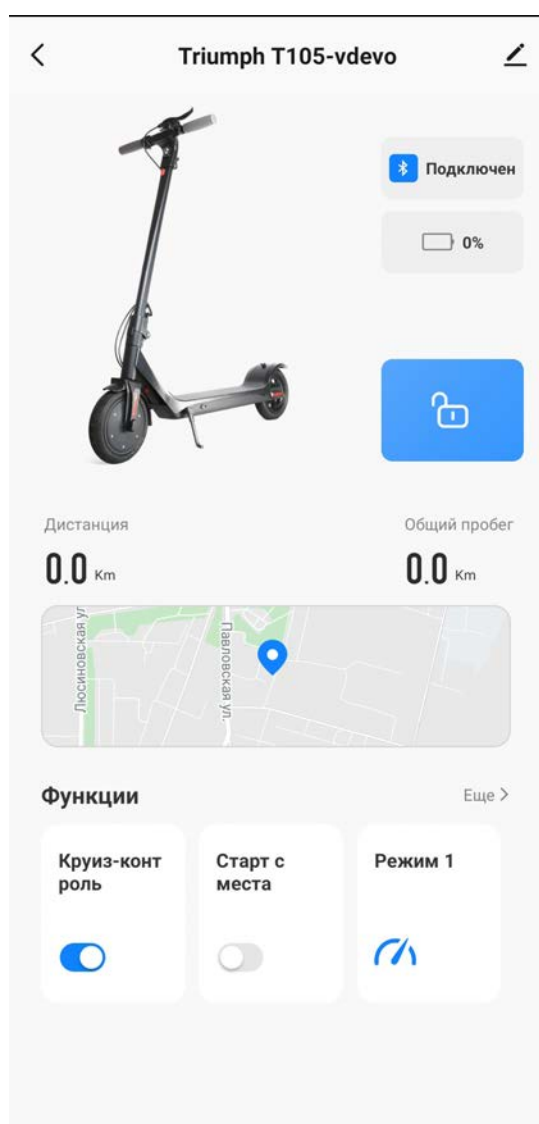 Triumph T105-vdevo
Подключен
0%
Дистанция
Общий пробег
0.0 Km
0.0 Km
Люсиновская ул
Павловская ул.
Функции
Еще >
Круиз-конт
роль
Старт с
места
Режим 1